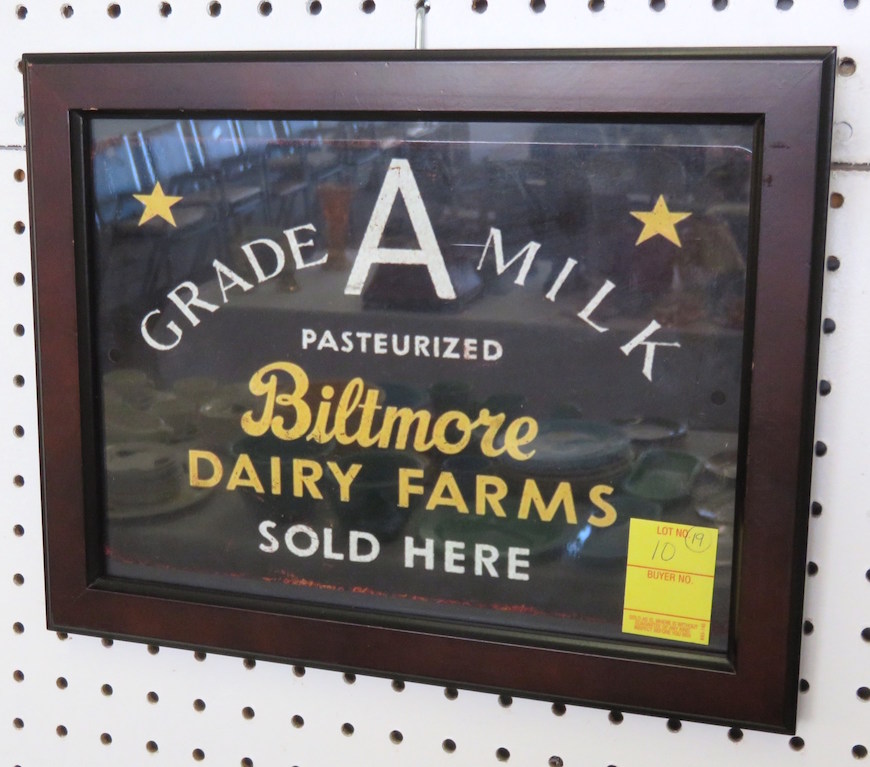 GRADE A MILK
PASTEURIZED
Biltmore
DAIRY FARMS
SOLD HERE
LOT NO.
10 19
BUYER NO.